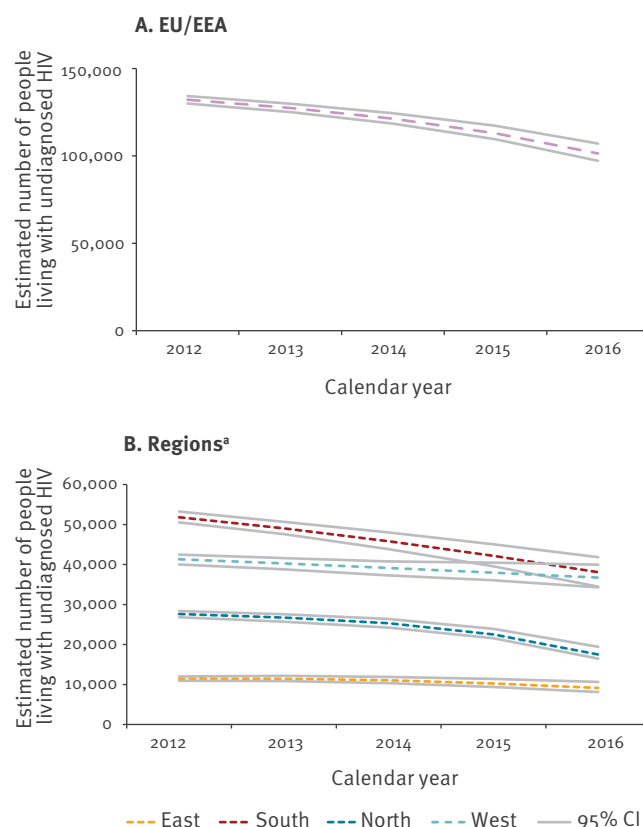 A. EU/EEA
Estimated number of people
living with undiagnosed HIV
150,000
100,000
50,000
0
2012 2013 2014 2015 2016
Calendar year
B. Regionsᵃ
Estimated number of people
living with undiagnosed HIV
60,000
50,000
40,000
30,000
20,000
10,000
0
2012 2013 2014 2015 2016
Calendar year
East South North West 95% CI